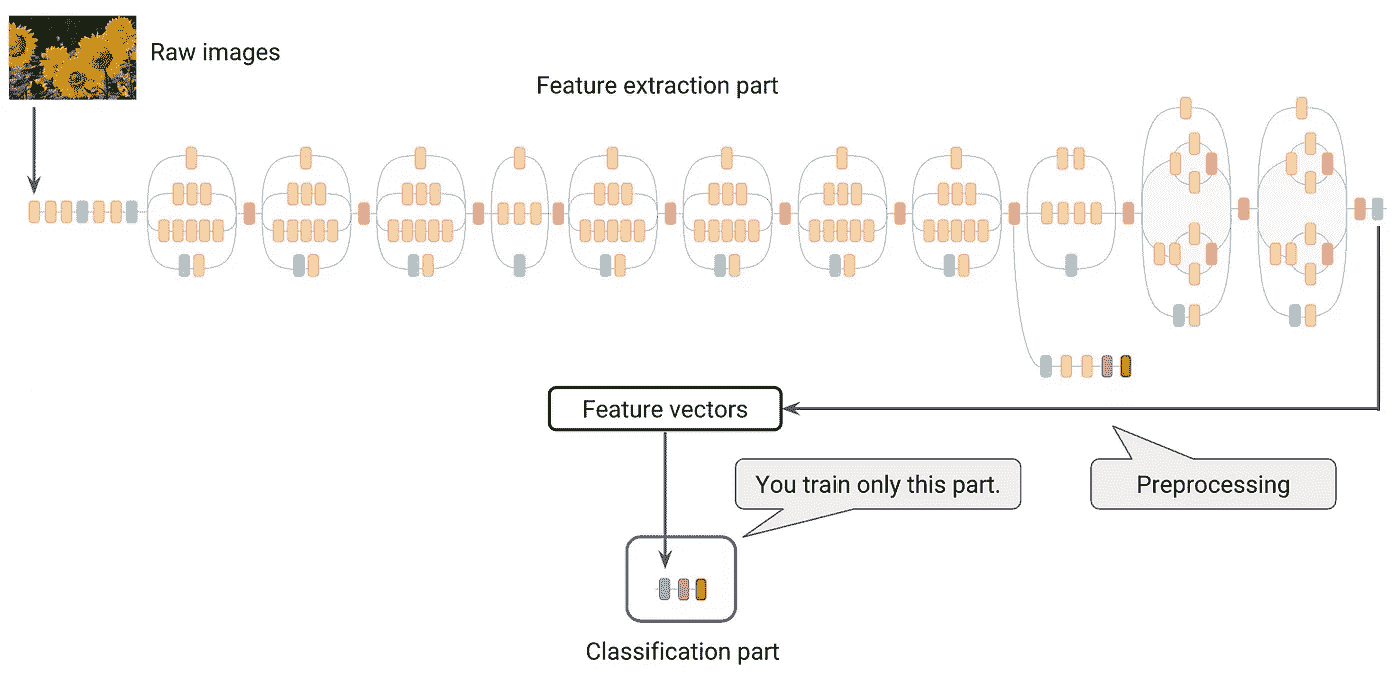 Raw images
Feature extraction part
Feature vectors
You train only this part.
Preprocessing
Classification part